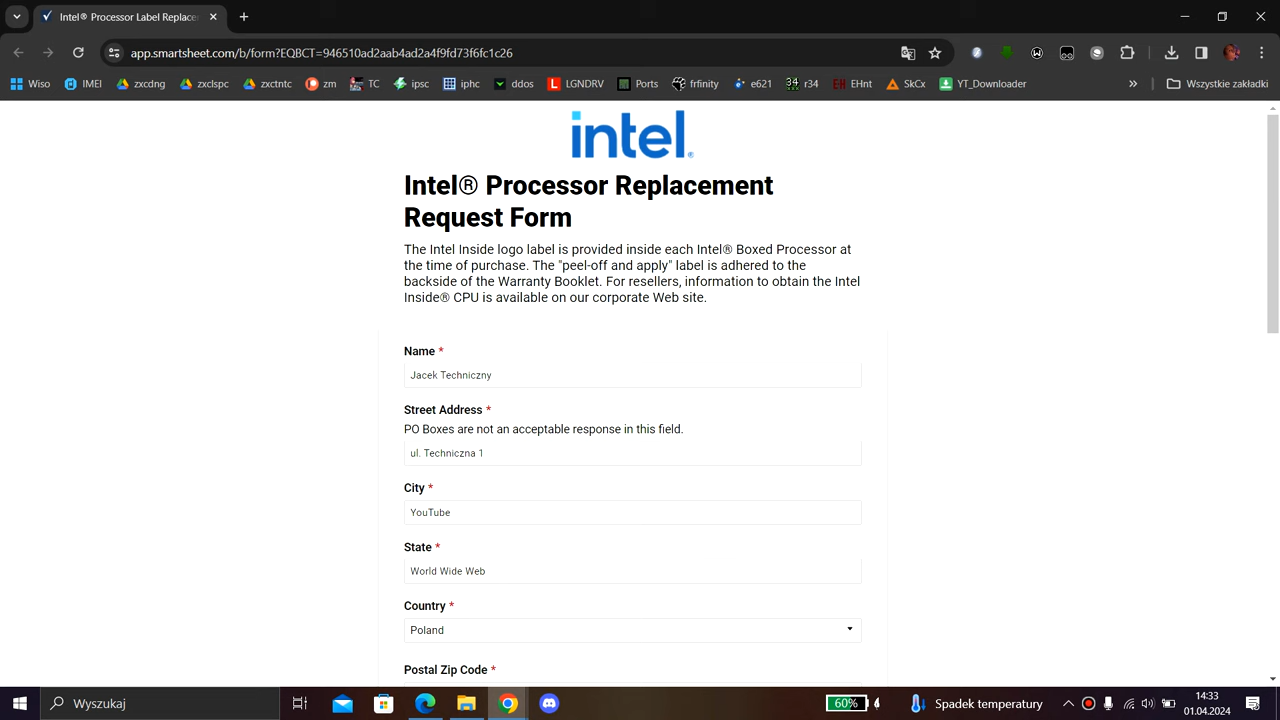 Intel® Processor Label Replace
app.smartsheet.com/b/form?EQBCT=946510ad2aab4ad2a4f9fd73f6fc1c26
Wiso IMEI zxcdng zxclspc zxctntc zm TC ipsc iphc ddos LGNDRV Ports frfinity e621 r34 EHnt SkCx YT_Downloader » Wszystkie zakładki
intel®
Intel® Processor Replacement
Request Form
The Intel Inside logo label is provided inside each Intel® Boxed Processor at
the time of purchase. The "peel-off and apply" label is adhered to the
backside of the Warranty Booklet. For resellers, information to obtain the Intel
Inside® CPU is available on our corporate Web site.
Name *
Jacek Techniczny
Street Address *
PO Boxes are not an acceptable response in this field.
ul. Techniczna 1
City *
YouTube
State *
World Wide Web
Country *
Poland
Postal Zip Code *
Wyszukaj
60%
Spadek temperatury
14:33
01.04.2024